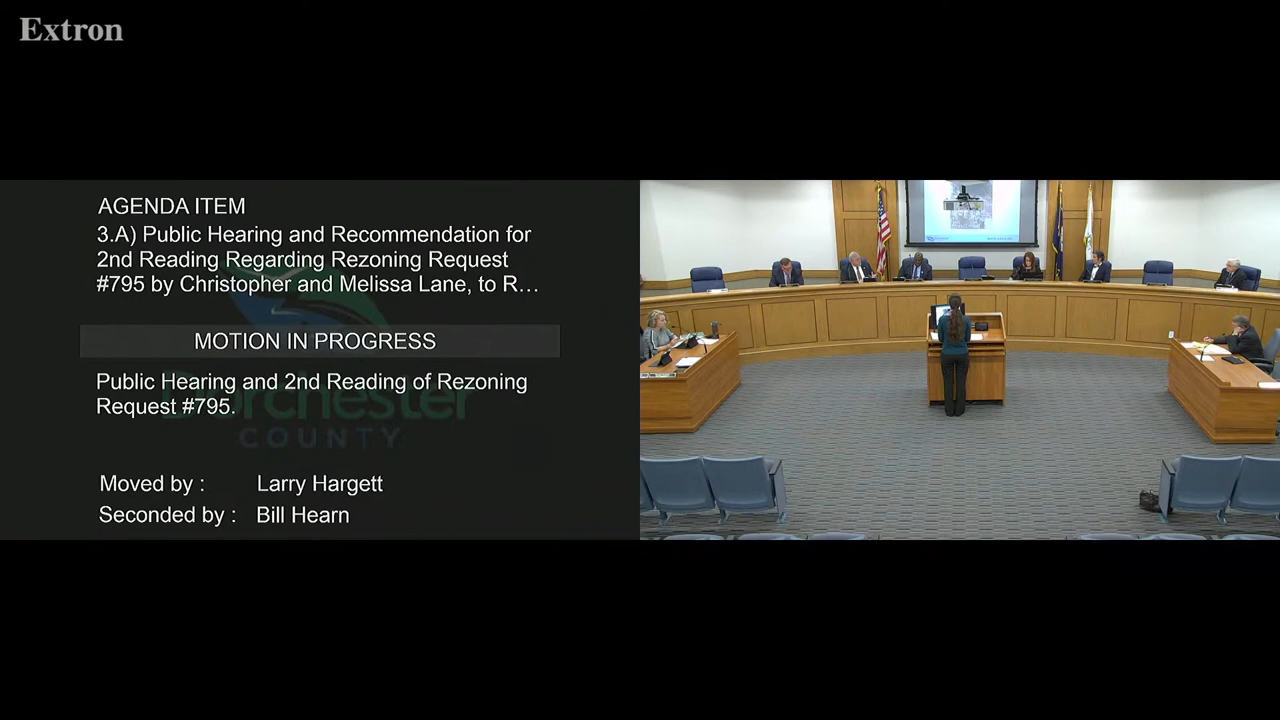 Extron
AGENDA ITEM
3.A) Public Hearing and Recommendation for
2nd Reading Regarding Rezoning Request
#795 by Christopher and Melissa Lane, to R...
MOTION IN PROGRESS
Public Hearing and 2nd Reading of Rezoning
Request #795.
Dorchester
COUNTY
Moved by : Larry Hargett
Seconded by : Bill Hearn